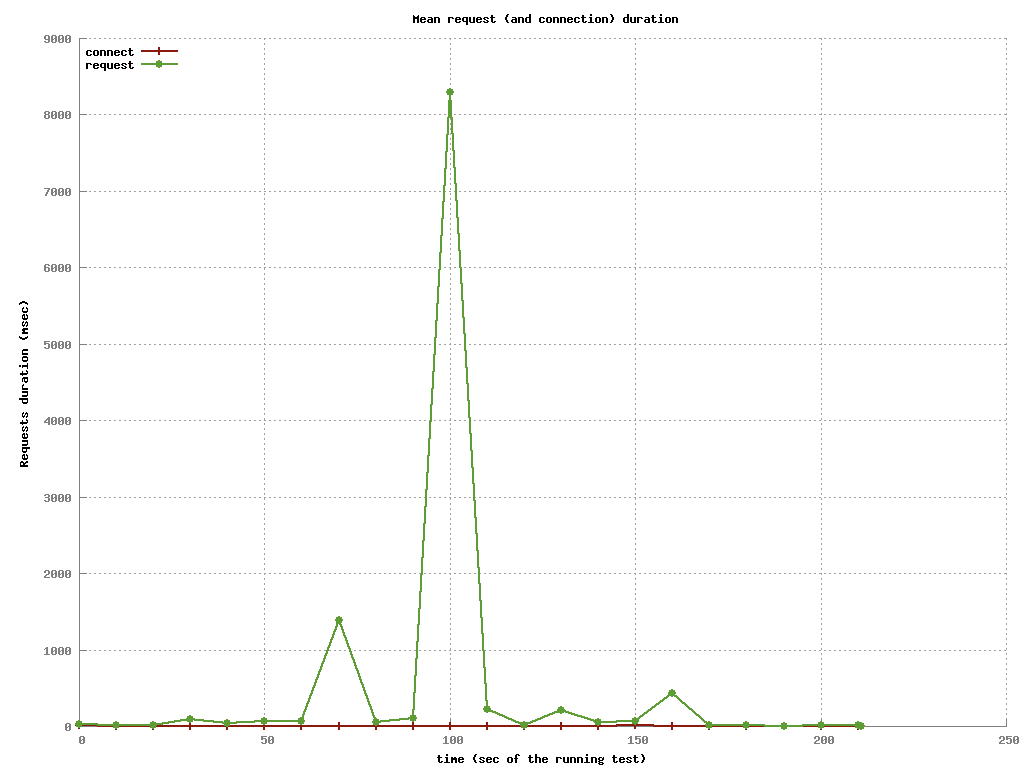 Mean request (and connection) duration
9000
connect
request
8000
7000
6000
5000
4000
3000
2000
1000
0
Requests duration (msec)
0 50 100 150 200 250
time (sec of the running test)